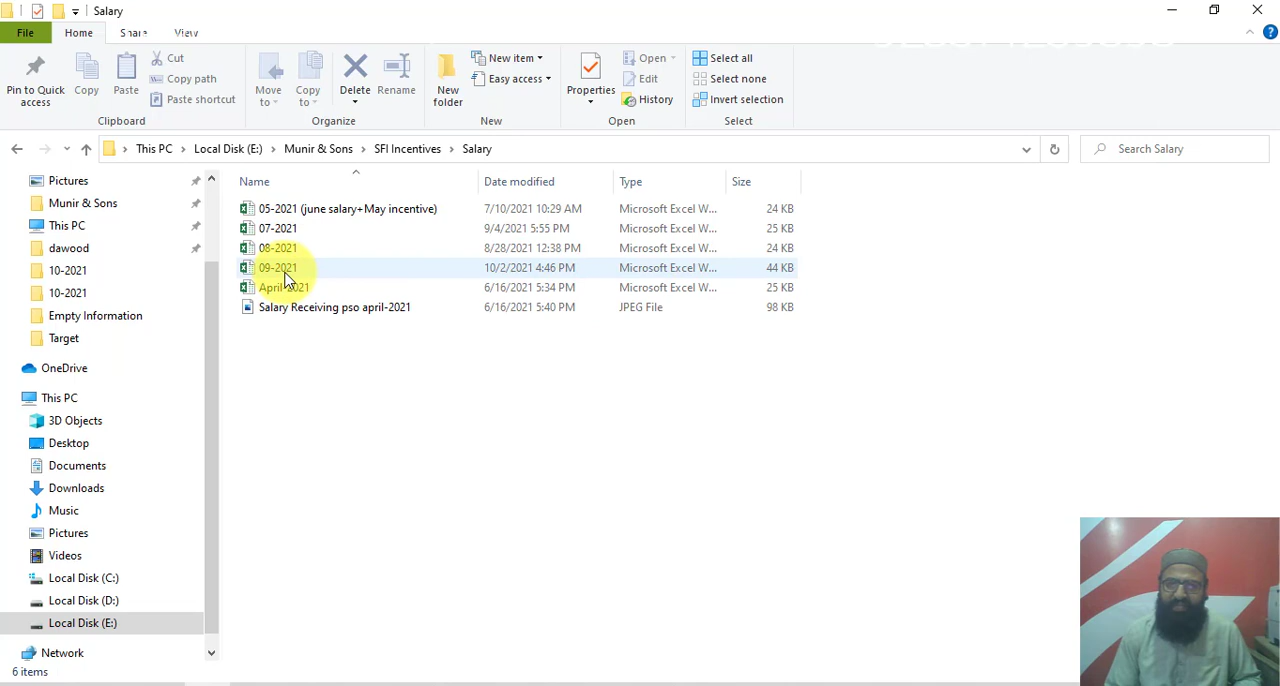 Salary
File Home Share View
Pin to Quick access
Copy
Paste
Cut
Copy path
Paste shortcut
Clipboard
Move to
Copy to
Delete
Rename
Organize
New folder
New item
Easy access
New
Properties
Open
Edit
History
Open
Select all
Select none
Invert selection
Select
This PC > Local Disk (E:) > Munir & Sons > SFI Incentives > Salary
Search Salary
Pictures
Munir & Sons
This PC
dawood
10-2021
10-2021
Empty Information
Target
OneDrive
This PC
3D Objects
Desktop
Documents
Downloads
Music
Pictures
Videos
Local Disk (C:)
Local Disk (D:)
Local Disk (E:)
Network
Name Date modified Type Size
05-2021 (june salary+May incentive) 7/10/2021 10:29 AM Microsoft Excel W... 24 KB
07-2021 9/4/2021 5:55 PM Microsoft Excel W... 25 KB
08-2021 8/28/2021 12:38 PM Microsoft Excel W... 24 KB
09-2021 10/2/2021 4:46 PM Microsoft Excel W... 44 KB
April-2021 6/16/2021 5:34 PM Microsoft Excel W... 25 KB
Salary Receiving pso april-2021 6/16/2021 5:40 PM JPEG File 98 KB
6 items